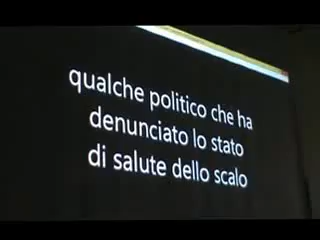 qualche politico che ha
denunciato lo stato
di salute dello scalo